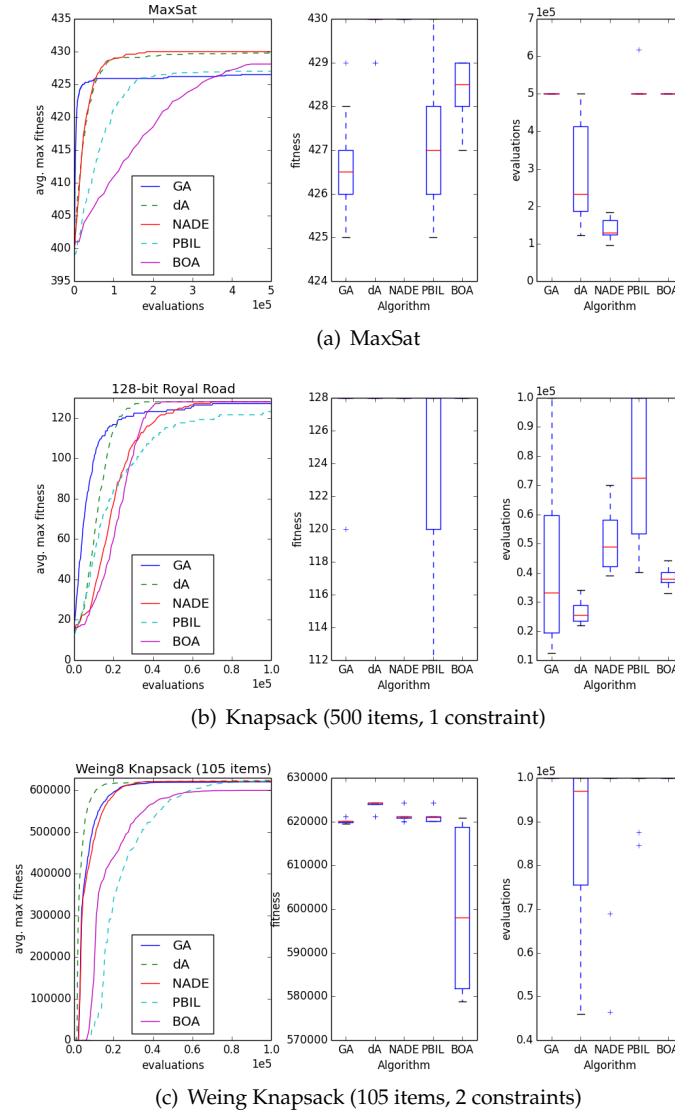 MaxSat
430
425
420
415
410
405
400
395
avg. max fitness
GA
dA
NADE
PBIL
BOA
0 1 2 3 4 5
evaluations 1e5
430
429
428
427
426
425
424
fitness
GA dA NADE PBIL BOA
Algorithm
1e5
7
6
5
4
3
2
1
0
evaluations
GA dA NADE PBIL BOA
Algorithm
(a) MaxSat
128-bit Royal Road
120
100
80
60
40
20
0
avg. max fitness
GA
dA
NADE
PBIL
BOA
0.0 0.2 0.4 0.6 0.8 1.0
evaluations 1e5
128
126
124
122
120
118
116
114
112
fitness
GA dA NADE PBIL BOA
Algorithm
1e5
1.0
0.9
0.8
0.7
0.6
0.5
0.4
0.3
0.2
0.1
evaluations
GA dA NADE PBIL BOA
Algorithm
(b) Knapsack (500 items, 1 constraint)
Weing8 Knapsack (105 items)
600000
500000
400000
300000
200000
100000
0
avg. max fitness
GA
dA
NADE
PBIL
BOA
0.0 0.2 0.4 0.6 0.8 1.0
evaluations 1e5
630000
620000
610000
600000
590000
580000
570000
fitness
GA dA NADE PBIL BOA
Algorithm
1e5
1.0
0.9
0.8
0.7
0.6
0.5
0.4
evaluations
GA dA NADE PBIL BOA
Algorithm
(c) Weing Knapsack (105 items, 2 constraints)